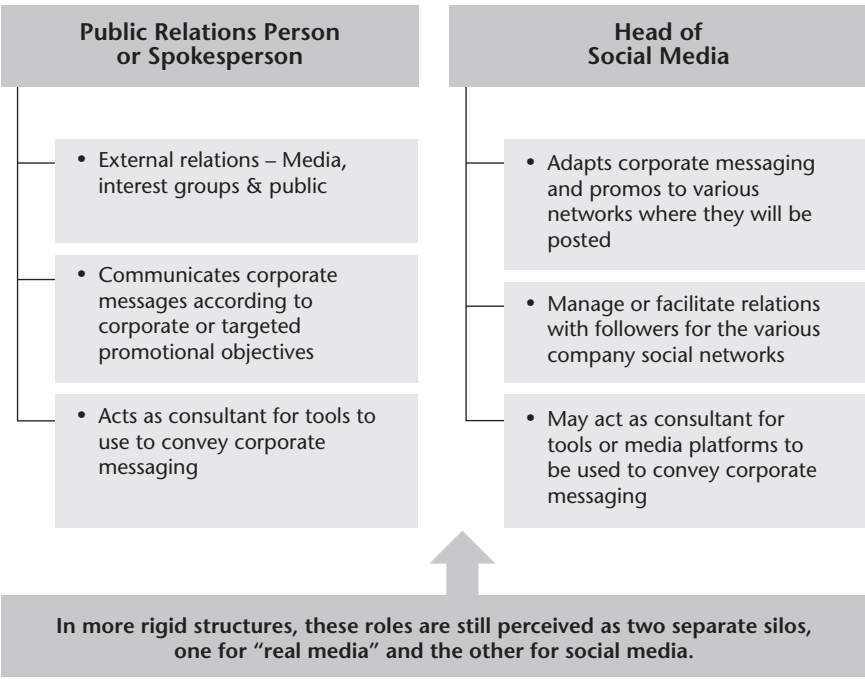 Public Relations Person
or Spokesperson
• External relations – Media,
interest groups & public
• Communicates corporate
messages according to
corporate or targeted
promotional objectives
• Acts as consultant for tools to
use to convey corporate
messaging
Head of
Social Media
• Adapts corporate messaging
and promos to various
networks where they will be
posted
• Manage or facilitate relations
with followers for the various
company social networks
• May act as consultant for
tools or media platforms to
be used to convey corporate
messaging
In more rigid structures, these roles are still perceived as two separate silos,
one for “real media” and the other for social media.